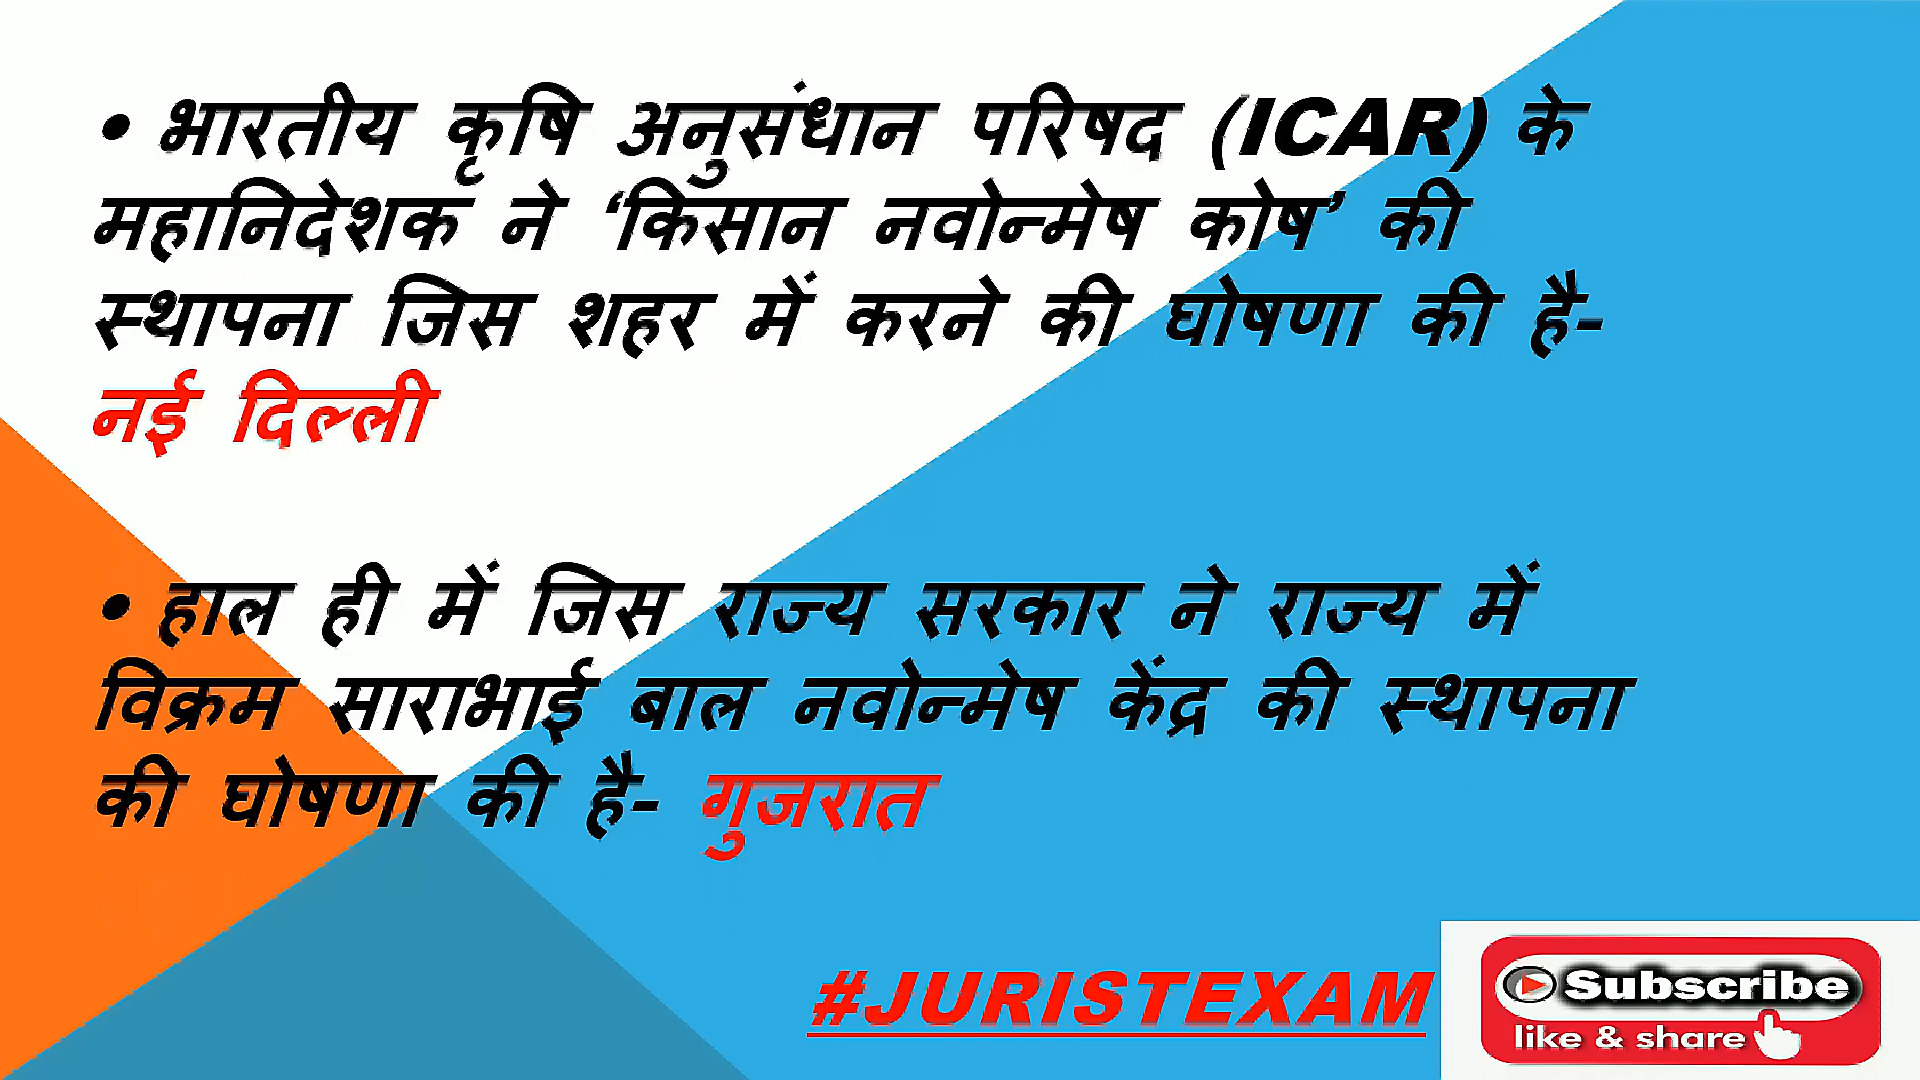 • भारतीय कृषि अनुसंधान परिषद (ICAR) के
महानिदेशक ने ‘किसान नवोन्मेष कोष’ की
स्थापना जिस शहर में करने की घोषणा की है-
नई दिल्ली
• हाल ही में जिस राज्य सरकार ने राज्य में
विक्रम साराभाई बाल नवोन्मेष केंद्र की स्थापना
की घोषणा की है- गुजरात
#JURISTEXAM
Subscribe
like & share